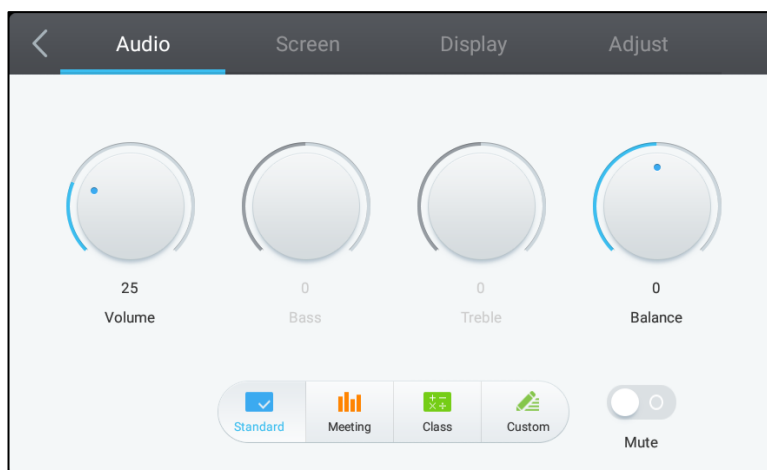 Audio Screen Display Adjust
25 0 0 0
Volume Bass Treble Balance
Standard Meeting Class Custom
Mute